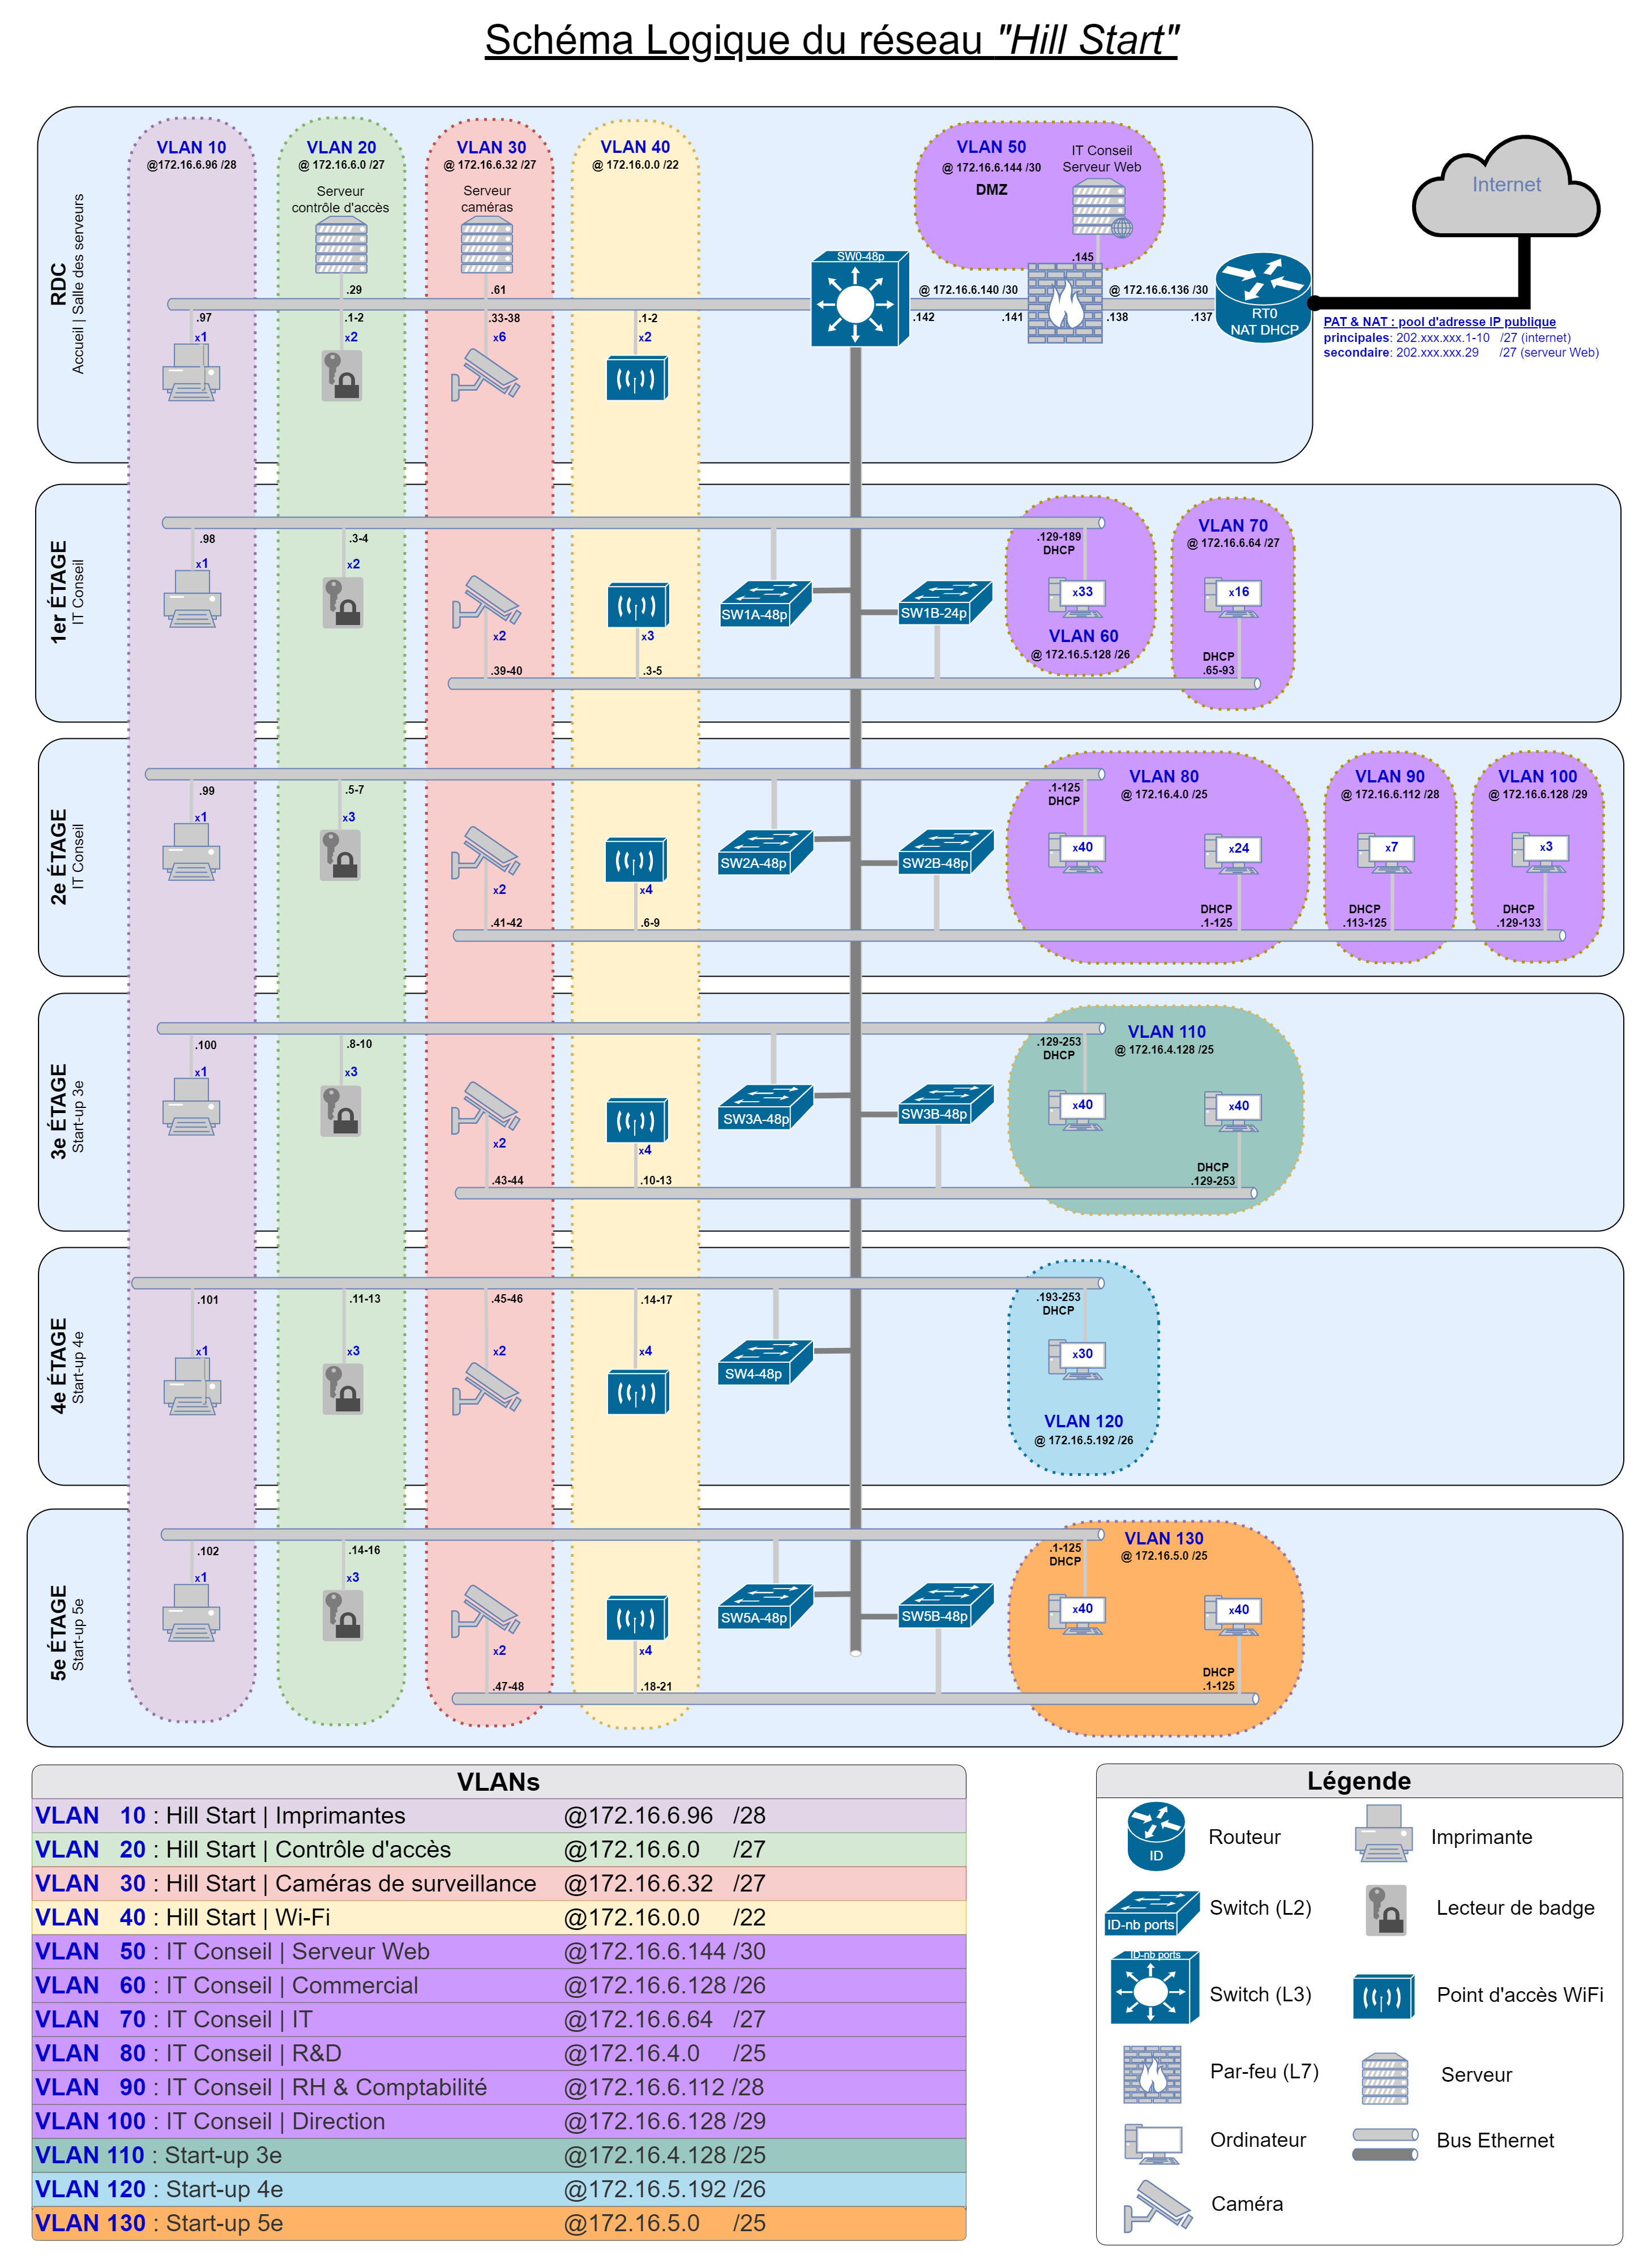 Schéma Logique du réseau "Hill Start"
RDC
Accueil | Salle des serveurs
VLAN 10
@172.16.6.96 /28
VLAN 20
@ 172.16.6.0 /27
Serveur
contrôle d'accès
VLAN 30
@ 172.16.6.32 /27
Serveur
caméras
VLAN 40
@ 172.16.0.0 /22
VLAN 50
@ 172.16.6.144 /30
DMZ
IT Conseil
Serveur Web
Internet
.29
.61
.145
SW0-48p
@ 172.16.6.140 /30
@ 172.16.6.136 /30
.97
.1-2
.33-38
.1-2
.142
.141
.138
.137
RT0
NAT DHCP
x1
x2
x6
x2
PAT & NAT : pool d'adresse IP publique
principales: 202.xxx.xxx.1-10 /27 (internet)
secondaire: 202.xxx.xxx.29 /27 (serveur Web)
1er ÉTAGE
IT Conseil
.98
.3-4
x1
x2
x2
x3
.39-40
.3-5
SW1A-48p
SW1B-24p
.129-189
DHCP
x33
VLAN 60
@ 172.16.5.128 /26
VLAN 70
@ 172.16.6.64 /27
x16
DHCP
.65-93
2e ÉTAGE
IT Conseil
.99
.5-7
x1
x3
x2
x4
.41-42
.6-9
SW2A-48p
SW2B-48p
VLAN 80
@ 172.16.4.0 /25
.1-125
DHCP
x40
x24
DHCP
.1-125
VLAN 90
@ 172.16.6.112 /28
x7
DHCP
.113-125
VLAN 100
@ 172.16.6.128 /29
x3
DHCP
.129-133
3e ÉTAGE
Start-up 3e
.100
.8-10
x1
x3
x2
x4
.43-44
.10-13
SW3A-48p
SW3B-48p
VLAN 110
@ 172.16.4.128 /25
.129-253
DHCP
x40
x40
DHCP
.129-253
4e ÉTAGE
Start-up 4e
.101
.11-13
.45-46
.14-17
x1
x3
x2
x4
SW4-48p
.193-253
DHCP
x30
VLAN 120
@ 172.16.5.192 /26
5e ÉTAGE
Start-up 5e
.102
.14-16
x1
x3
x2
x4
.47-48
.18-21
SW5A-48p
SW5B-48p
VLAN 130
@ 172.16.5.0 /25
.1-125
DHCP
x40
x40
DHCP
.1-125
VLANs
VLAN 10 : Hill Start | Imprimantes @172.16.6.96 /28
VLAN 20 : Hill Start | Contrôle d'accès @172.16.6.0 /27
VLAN 30 : Hill Start | Caméras de surveillance @172.16.6.32 /27
VLAN 40 : Hill Start | Wi-Fi @172.16.0.0 /22
VLAN 50 : IT Conseil | Serveur Web @172.16.6.144 /30
VLAN 60 : IT Conseil | Commercial @172.16.6.128 /26
VLAN 70 : IT Conseil | IT @172.16.6.64 /27
VLAN 80 : IT Conseil | R&D @172.16.4.0 /25
VLAN 90 : IT Conseil | RH & Comptabilité @172.16.6.112 /28
VLAN 100 : IT Conseil | Direction @172.16.6.128 /29
VLAN 110 : Start-up 3e @172.16.4.128 /25
VLAN 120 : Start-up 4e @172.16.5.192 /26
VLAN 130 : Start-up 5e @172.16.5.0 /25
Légende
ID
Routeur
Imprimante
ID-nb ports
Switch (L2)
Lecteur de badge
ID-nb ports
Switch (L3)
Point d'accès WiFi
Par-feu (L7)
Serveur
Ordinateur
Bus Ethernet
Caméra